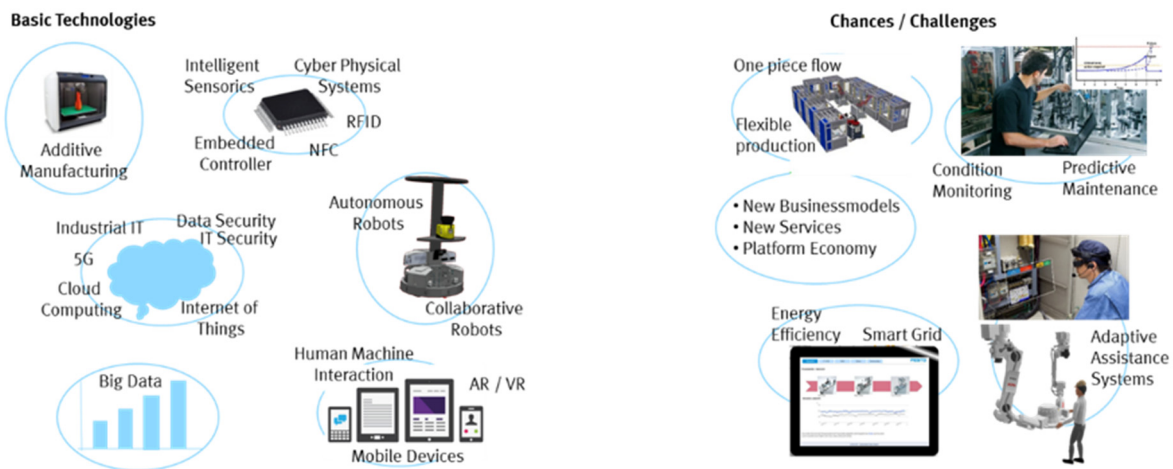 Basic Technologies
Additive
Manufacturing
Intelligent
Sensorics
Cyber Physical
Systems
RFID
NFC
Embedded
Controller
Industrial IT
Data Security
IT Security
5G
Cloud
Computing
Internet of
Things
Autonomous
Robots
Collaborative
Robots
Big Data
Human Machine
Interaction
AR / VR
Mobile Devices
Chances / Challenges
One piece flow
Flexible
production
Condition
Monitoring
Predictive
Maintenance
• New Businessmodels
• New Services
• Platform Economy
Energy
Efficiency
Smart Grid
FESTO
Adaptive
Assistance
Systems